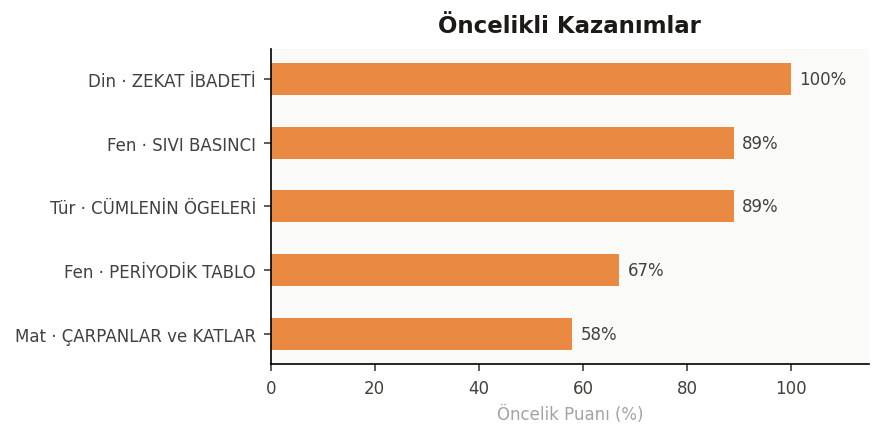 Öncelikli Kazanımlar
Din · ZEKAT İBADETİ
100%
Fen · SIVI BASINCI
89%
Tür · CÜMLENİN ÖGELERİ
89%
Fen · PERİYODİK TABLO
67%
Mat · ÇARPANLAR ve KATLAR
58%
0 20 40 60 80 100
Öncelik Puanı (%)